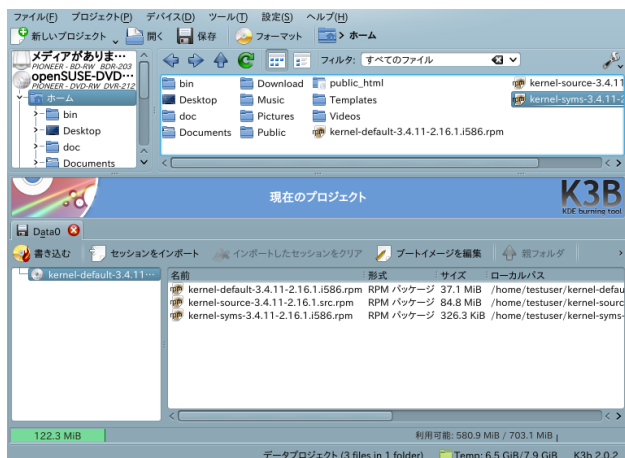 ファイル(F) プロジェクト(P) デバイス(D) ツール(T) 設定(S) ヘルプ(H)
新しいプロジェクト 開く 保存 フォーマット > ホーム
メディアがありま…
PIONEER - BD-RW BDR-203
openSUSE-DVD…
PIONEER - DVD-RW DVR-212
ホーム
bin
Desktop
doc
Documents
フィルタ: すべてのファイル
bin Download public_html kernel-source-3.4.11
Desktop Music Templates kernel-syms-3.4.11-2
doc Pictures Videos
Documents Public kernel-default-3.4.11-2.16.1.i586.rpm
現在のプロジェクト
K3B
KDE burning tool
Data0
書き込む セッションをインポート インポートしたセッションをクリア ブートイメージを編集 親フォルダ
kernel-default-3.4.11…
名前 形式 サイズ ローカルパス
kernel-default-3.4.11-2.16.1.i586.rpm RPM パッケージ 37.1 MiB /home/testuser/kernel-defau
kernel-source-3.4.11-2.16.1.src.rpm RPM パッケージ 84.8 MiB /home/testuser/kernel-sourc
kernel-syms-3.4.11-2.16.1.i586.rpm RPM パッケージ 326.3 KiB /home/testuser/kernel-syms-
122.3 MiB 利用可能: 580.9 MiB / 703.1 MiB
データプロジェクト (3 files in 1 folder) Temp: 6.5 GiB/7.9 GiB K3b 2.0.2